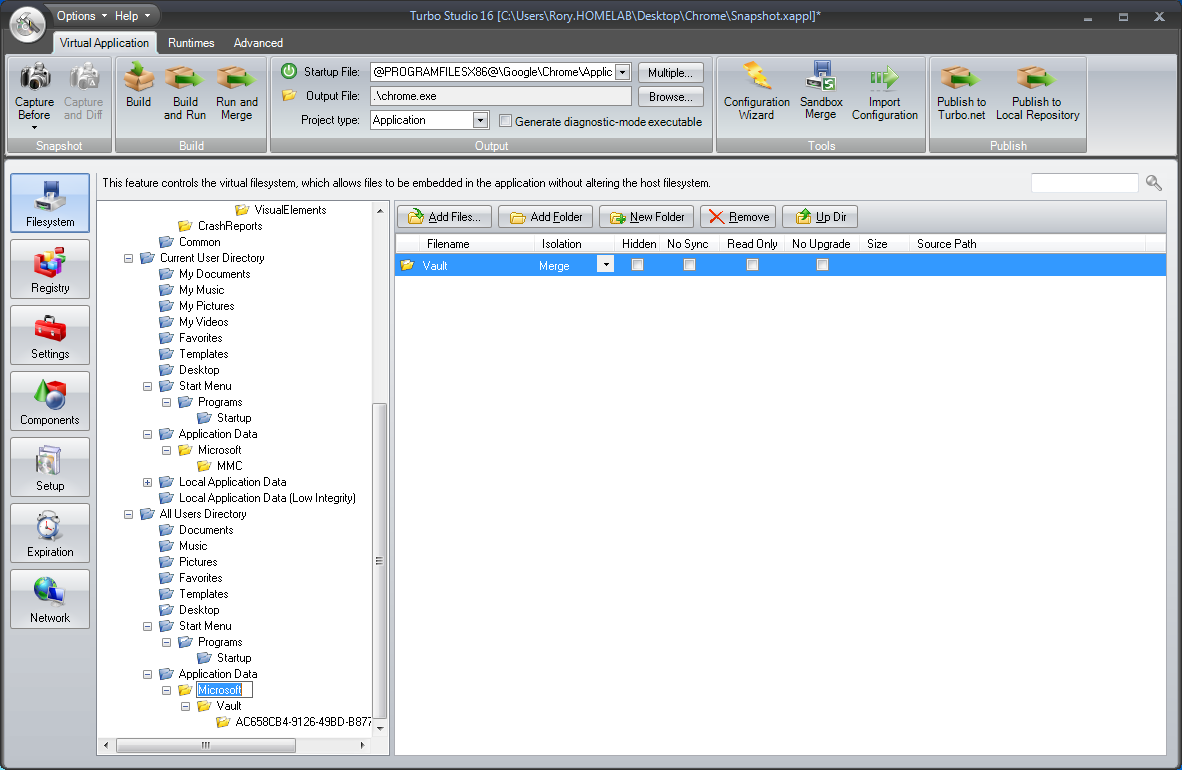 Options Help Turbo Studio 16 [C:\Users\Rory.HOMELAB\Desktop\Chrome\Snapshot.xappl]*
Virtual Application Runtimes Advanced
Capture Before
Capture and Diff
Snapshot
Build
Build and Run
Run and Merge
Build
Startup File: @PROGRAMFILESX86@\Google\Chrome\Applic Multiple...
Output File: .\chrome.exe Browse...
Project type: Application Generate diagnostic-mode executable
Output
Configuration Wizard
Sandbox Merge
Import Configuration
Tools
Publish to Turbo.net
Publish to Local Repository
Publish
Filesystem
Registry
Settings
Components
Setup
Expiration
Network
This feature controls the virtual filesystem, which allows files to be embedded in the application without altering the host filesystem.
VisualElements
CrashReports
Common
Current User Directory
My Documents
My Music
My Pictures
My Videos
Favorites
Templates
Desktop
Start Menu
Programs
Startup
Application Data
Microsoft
MMC
Local Application Data
Local Application Data (Low Integrity)
All Users Directory
Documents
Music
Pictures
Favorites
Templates
Desktop
Start Menu
Programs
Startup
Application Data
Microsoft
Vault
AC658CB4-9126-49BD-B877
Add Files... Add Folder New Folder Remove Up Dir
Filename Isolation Hidden No Sync Read Only No Upgrade Size Source Path
Vault Merge